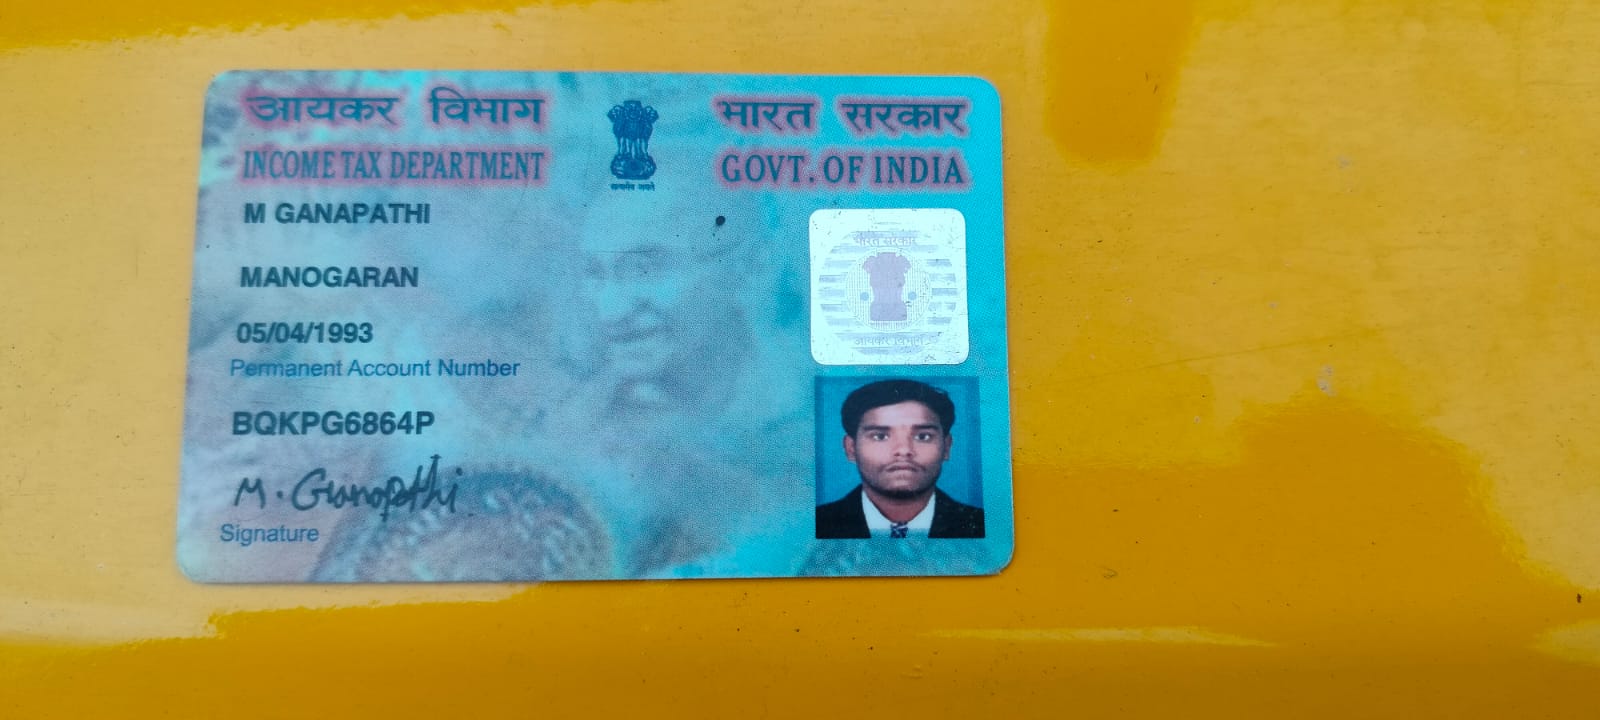 आयकर विभाग
INCOME TAX DEPARTMENT
भारत सरकार
GOVT. OF INDIA
सत्यमेव जयते
M GANAPATHI
MANOGARAN
05/04/1993
Permanent Account Number
BQKPG6864P
M. Ganapathi
Signature
भारत सरकार
आयकर विभाग